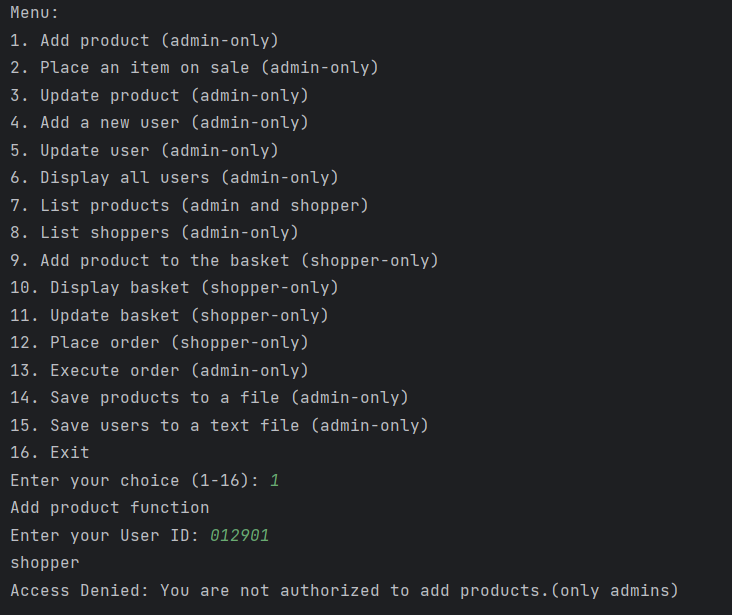 Menu:
1. Add product (admin-only)
2. Place an item on sale (admin-only)
3. Update product (admin-only)
4. Add a new user (admin-only)
5. Update user (admin-only)
6. Display all users (admin-only)
7. List products (admin and shopper)
8. List shoppers (admin-only)
9. Add product to the basket (shopper-only)
10. Display basket (shopper-only)
11. Update basket (shopper-only)
12. Place order (shopper-only)
13. Execute order (admin-only)
14. Save products to a file (admin-only)
15. Save users to a text file (admin-only)
16. Exit
Enter your choice (1-16): 1
Add product function
Enter your User ID: 012901
shopper
Access Denied: You are not authorized to add products.(only admins)